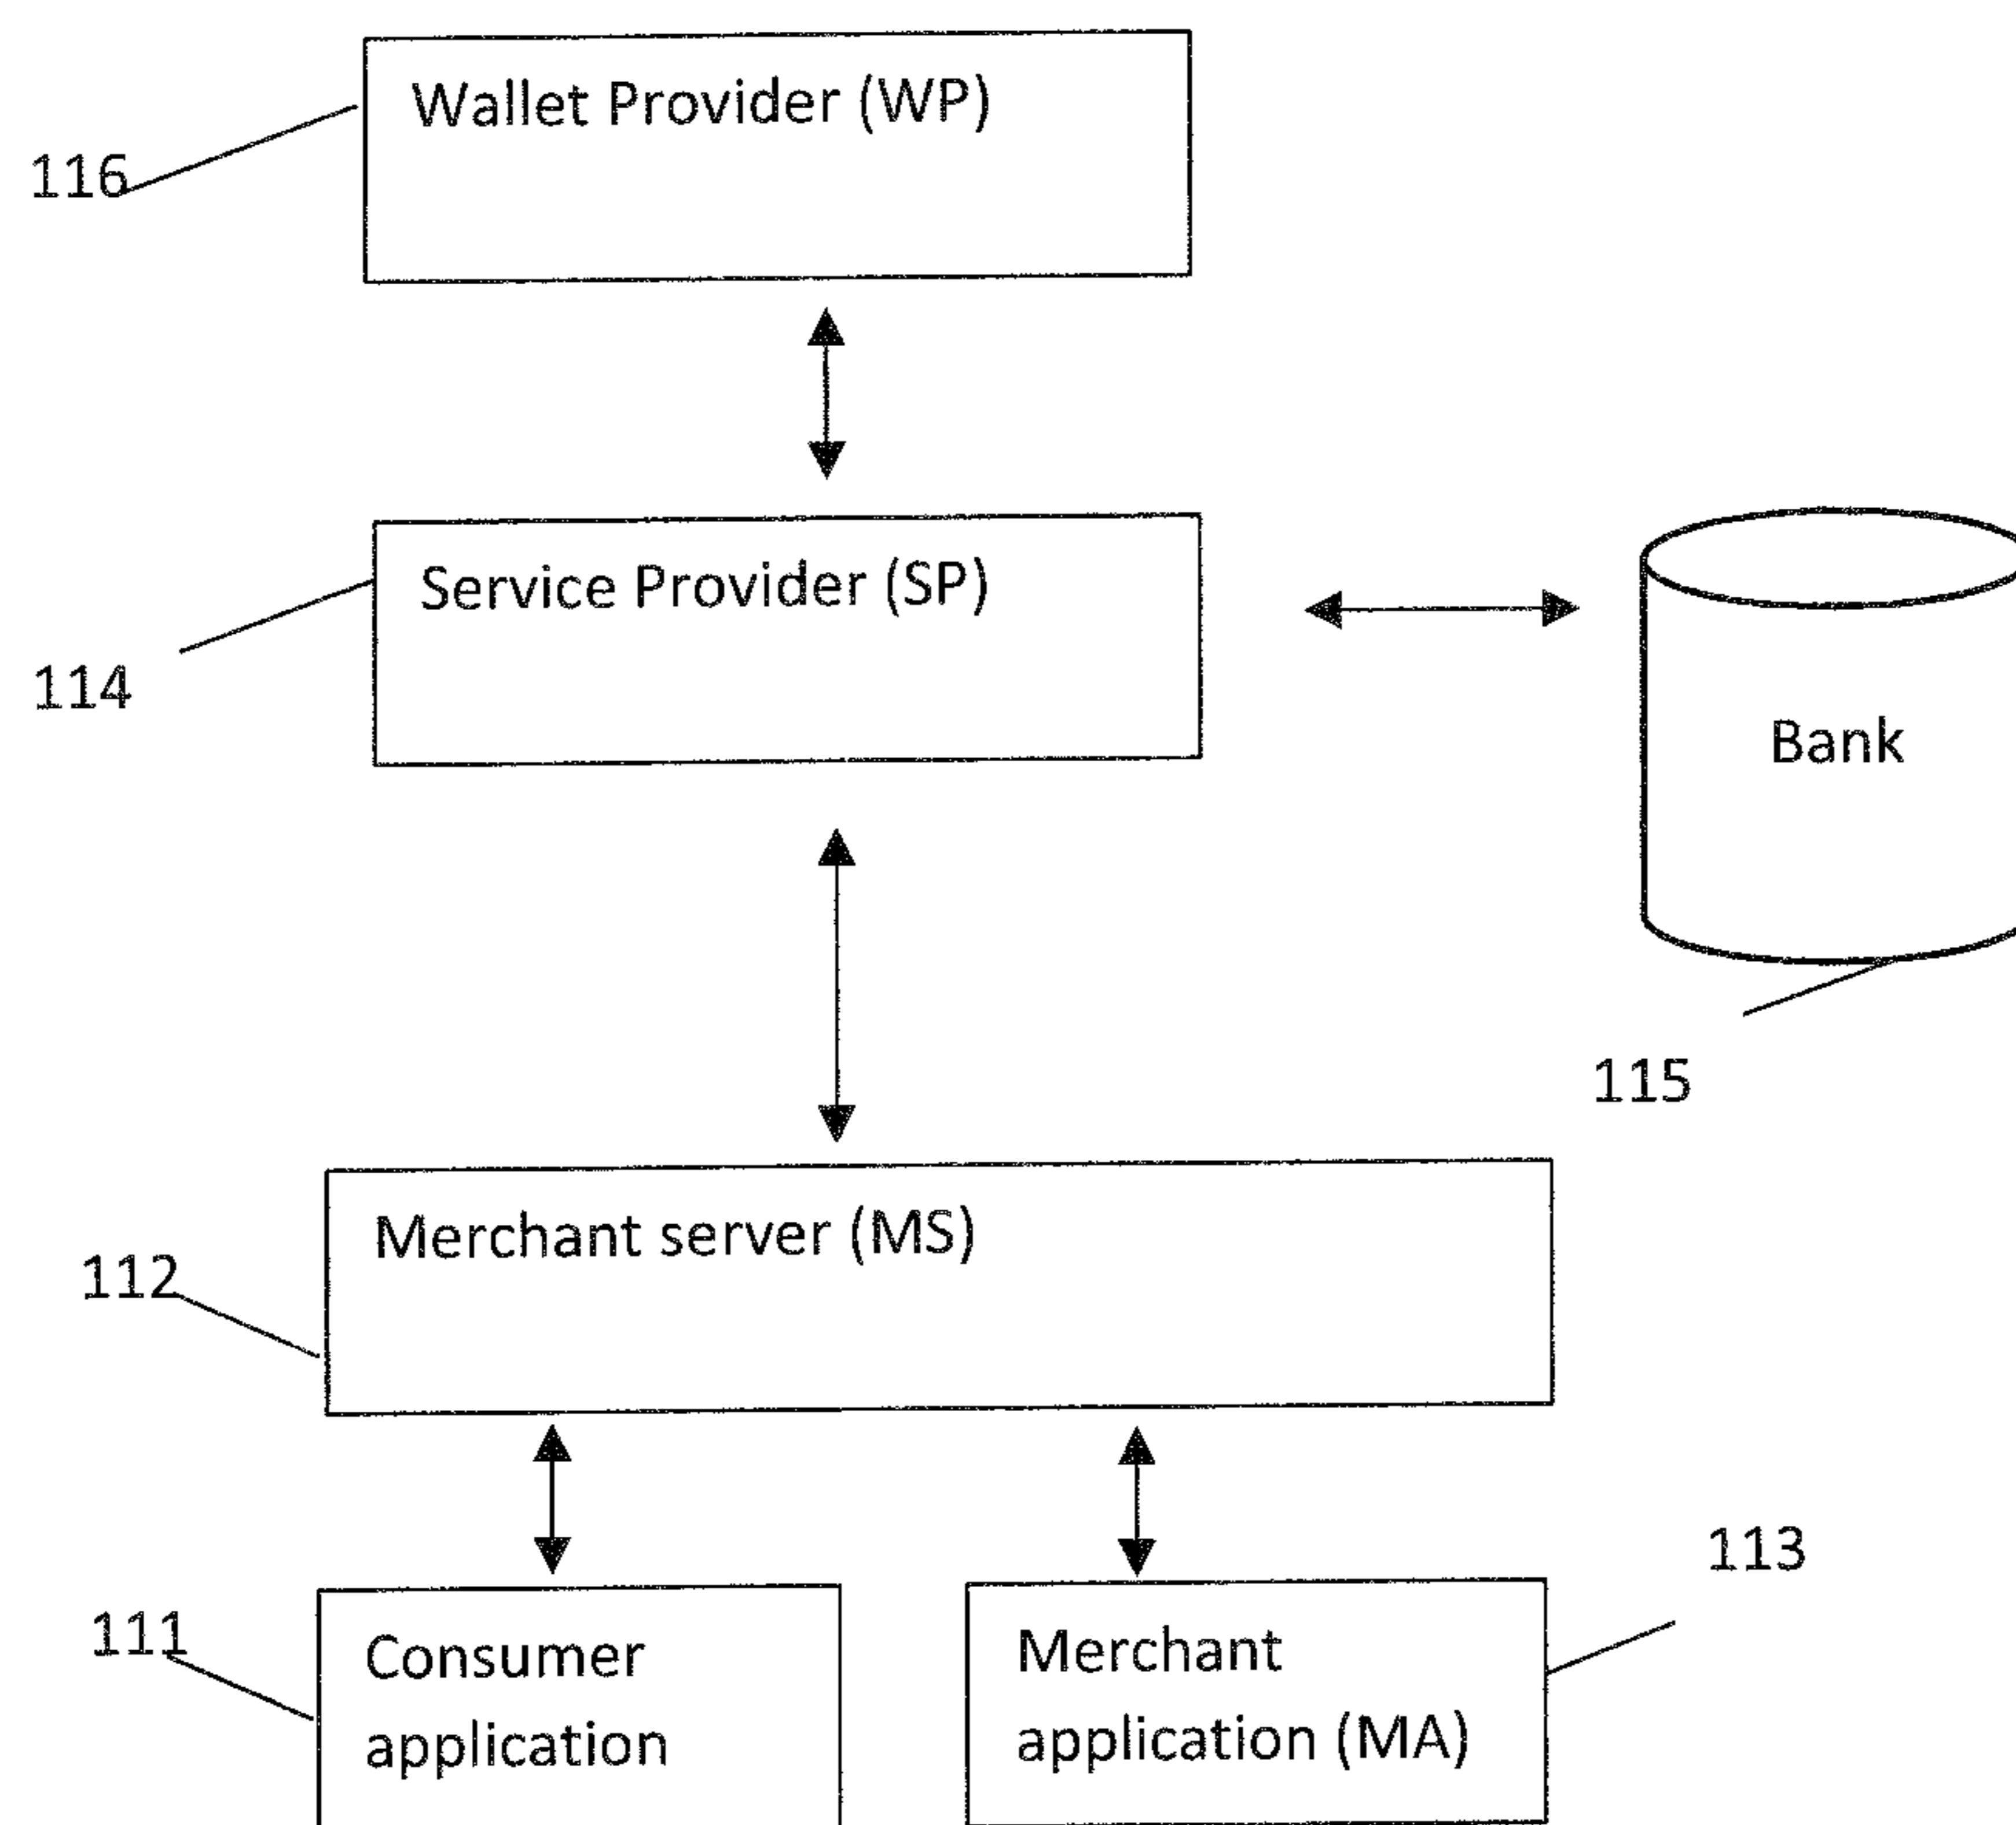 Wallet Provider (WP)
116
Service Provider (SP)
114
Bank
115
Merchant server (MS)
112
113
111
Consumer
application
Merchant
application (MA)